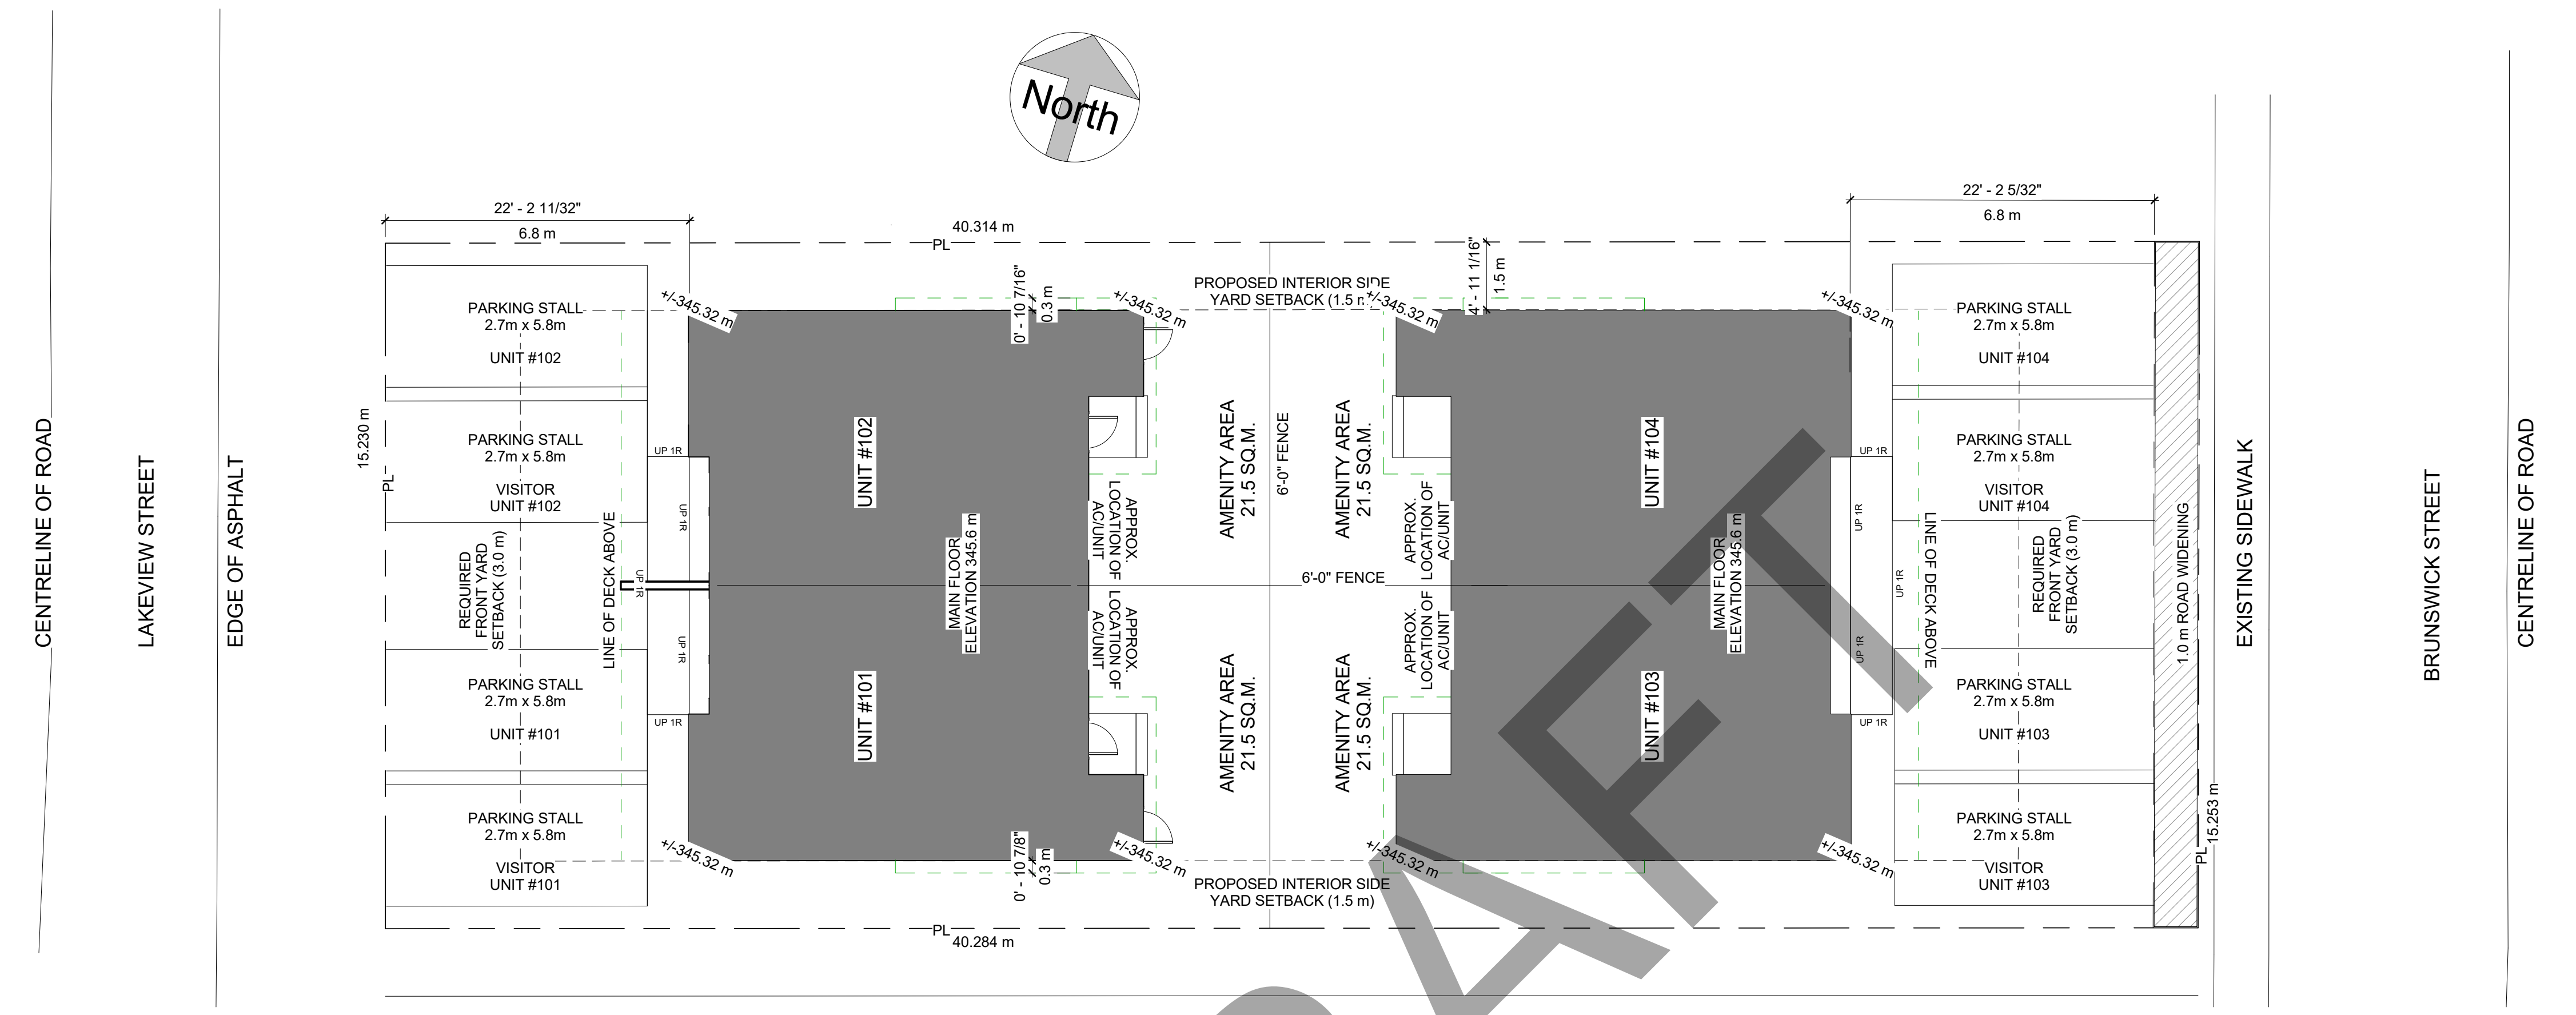 North
CENTRELINE OF ROAD
LAKEVIEW STREET
EDGE OF ASPHALT
22' - 2 11/32"
6.8 m
40.314 m
PL
22' - 2 5/32"
6.8 m
15.230 m
PL
PARKING STALL
2.7m x 5.8m
UNIT #102
PARKING STALL
2.7m x 5.8m
VISITOR
UNIT #102
REQUIRED
FRONT YARD
SETBACK (3.0 m)
PARKING STALL
2.7m x 5.8m
UNIT #101
PARKING STALL
2.7m x 5.8m
VISITOR
UNIT #101
LINE OF DECK ABOVE
UP 1R
UP 1R
UP 1R
UP 1R
UP 1R
+/-345.32 m
+/-345.32 m
0' - 10 7/16"
0.3 m
+/-345.32 m
+/-345.32 m
0' - 10 7/8"
0.3 m
UNIT #102
UNIT #101
MAIN FLOOR
ELEVATION 345.6 m
APPROX.
LOCATION OF
AC/UNIT
APPROX.
LOCATION OF
AC/UNIT
PROPOSED INTERIOR SIDE
YARD SETBACK (1.5 m)
AMENITY AREA
21.5 SQ.M.
6'-0" FENCE
AMENITY AREA
21.5 SQ.M.
6'-0" FENCE
AMENITY AREA
21.5 SQ.M.
AMENITY AREA
21.5 SQ.M.
PROPOSED INTERIOR SIDE
YARD SETBACK (1.5 m)
PL
40.284 m
APPROX.
LOCATION OF
AC/UNIT
APPROX.
LOCATION OF
AC/UNIT
4' - 11 1/16"
1.5 m
+/-345.32 m
+/-345.32 m
+/-345.32 m
+/-345.32 m
UNIT #104
UNIT #103
MAIN FLOOR
ELEVATION 345.6 m
UP 1R
UP 1R
UP 1R
UP 1R
UP 1R
LINE OF DECK ABOVE
PARKING STALL
2.7m x 5.8m
UNIT #104
PARKING STALL
2.7m x 5.8m
VISITOR
UNIT #104
REQUIRED
FRONT YARD
SETBACK (3.0 m)
PARKING STALL
2.7m x 5.8m
UNIT #103
PARKING STALL
2.7m x 5.8m
VISITOR
UNIT #103
1.0 m ROAD WIDENING
PL
15.253 m
EXISTING SIDEWALK
BRUNSWICK STREET
CENTRELINE OF ROAD